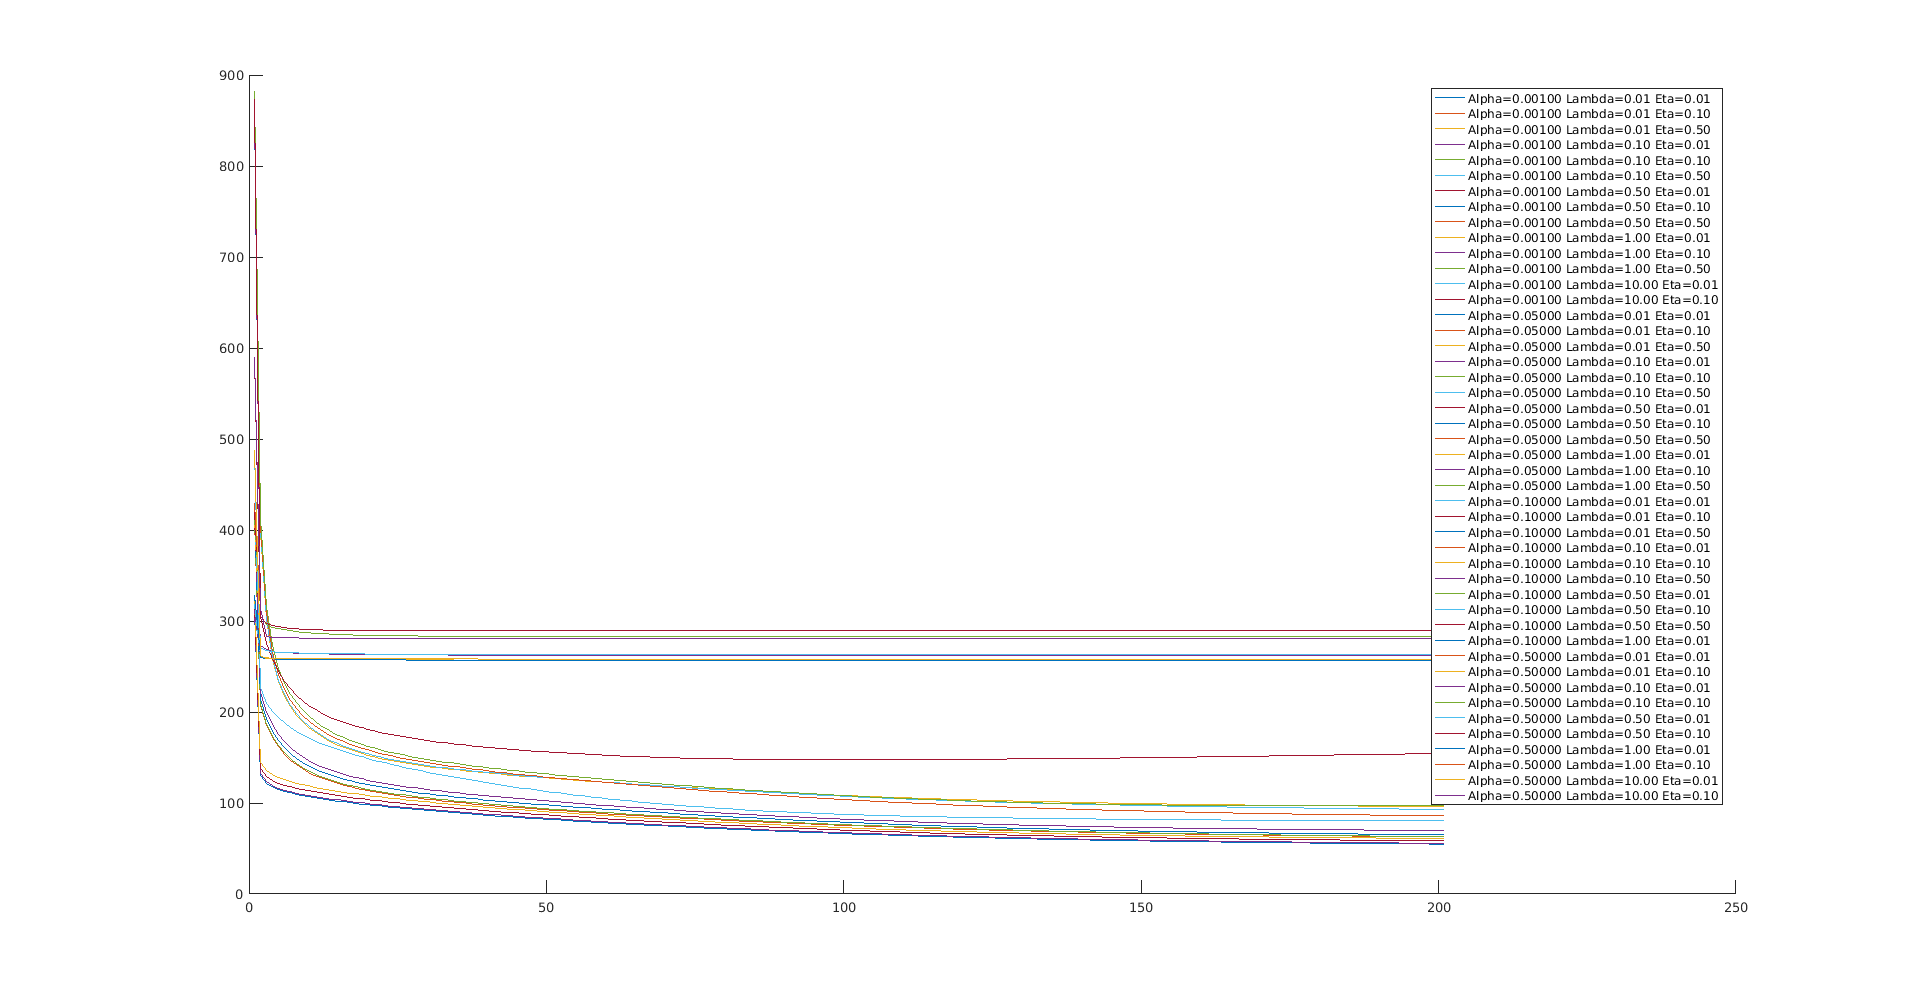 900
800
700
600
500
400
300
200
100
0
0 50 100 150 200 250
Alpha=0.00100 Lambda=0.01 Eta=0.01
Alpha=0.00100 Lambda=0.01 Eta=0.10
Alpha=0.00100 Lambda=0.01 Eta=0.50
Alpha=0.00100 Lambda=0.10 Eta=0.01
Alpha=0.00100 Lambda=0.10 Eta=0.10
Alpha=0.00100 Lambda=0.10 Eta=0.50
Alpha=0.00100 Lambda=0.50 Eta=0.01
Alpha=0.00100 Lambda=0.50 Eta=0.10
Alpha=0.00100 Lambda=0.50 Eta=0.50
Alpha=0.00100 Lambda=1.00 Eta=0.01
Alpha=0.00100 Lambda=1.00 Eta=0.10
Alpha=0.00100 Lambda=1.00 Eta=0.50
Alpha=0.00100 Lambda=10.00 Eta=0.01
Alpha=0.00100 Lambda=10.00 Eta=0.10
Alpha=0.05000 Lambda=0.01 Eta=0.01
Alpha=0.05000 Lambda=0.01 Eta=0.10
Alpha=0.05000 Lambda=0.01 Eta=0.50
Alpha=0.05000 Lambda=0.10 Eta=0.01
Alpha=0.05000 Lambda=0.10 Eta=0.10
Alpha=0.05000 Lambda=0.10 Eta=0.50
Alpha=0.05000 Lambda=0.50 Eta=0.01
Alpha=0.05000 Lambda=0.50 Eta=0.10
Alpha=0.05000 Lambda=0.50 Eta=0.50
Alpha=0.05000 Lambda=1.00 Eta=0.01
Alpha=0.05000 Lambda=1.00 Eta=0.10
Alpha=0.05000 Lambda=1.00 Eta=0.50
Alpha=0.10000 Lambda=0.01 Eta=0.01
Alpha=0.10000 Lambda=0.01 Eta=0.10
Alpha=0.10000 Lambda=0.01 Eta=0.50
Alpha=0.10000 Lambda=0.10 Eta=0.01
Alpha=0.10000 Lambda=0.10 Eta=0.10
Alpha=0.10000 Lambda=0.10 Eta=0.50
Alpha=0.10000 Lambda=0.50 Eta=0.01
Alpha=0.10000 Lambda=0.50 Eta=0.10
Alpha=0.10000 Lambda=0.50 Eta=0.50
Alpha=0.10000 Lambda=1.00 Eta=0.01
Alpha=0.50000 Lambda=0.01 Eta=0.01
Alpha=0.50000 Lambda=0.01 Eta=0.10
Alpha=0.50000 Lambda=0.10 Eta=0.01
Alpha=0.50000 Lambda=0.10 Eta=0.10
Alpha=0.50000 Lambda=0.50 Eta=0.01
Alpha=0.50000 Lambda=0.50 Eta=0.10
Alpha=0.50000 Lambda=1.00 Eta=0.01
Alpha=0.50000 Lambda=1.00 Eta=0.10
Alpha=0.50000 Lambda=10.00 Eta=0.01
Alpha=0.50000 Lambda=10.00 Eta=0.10